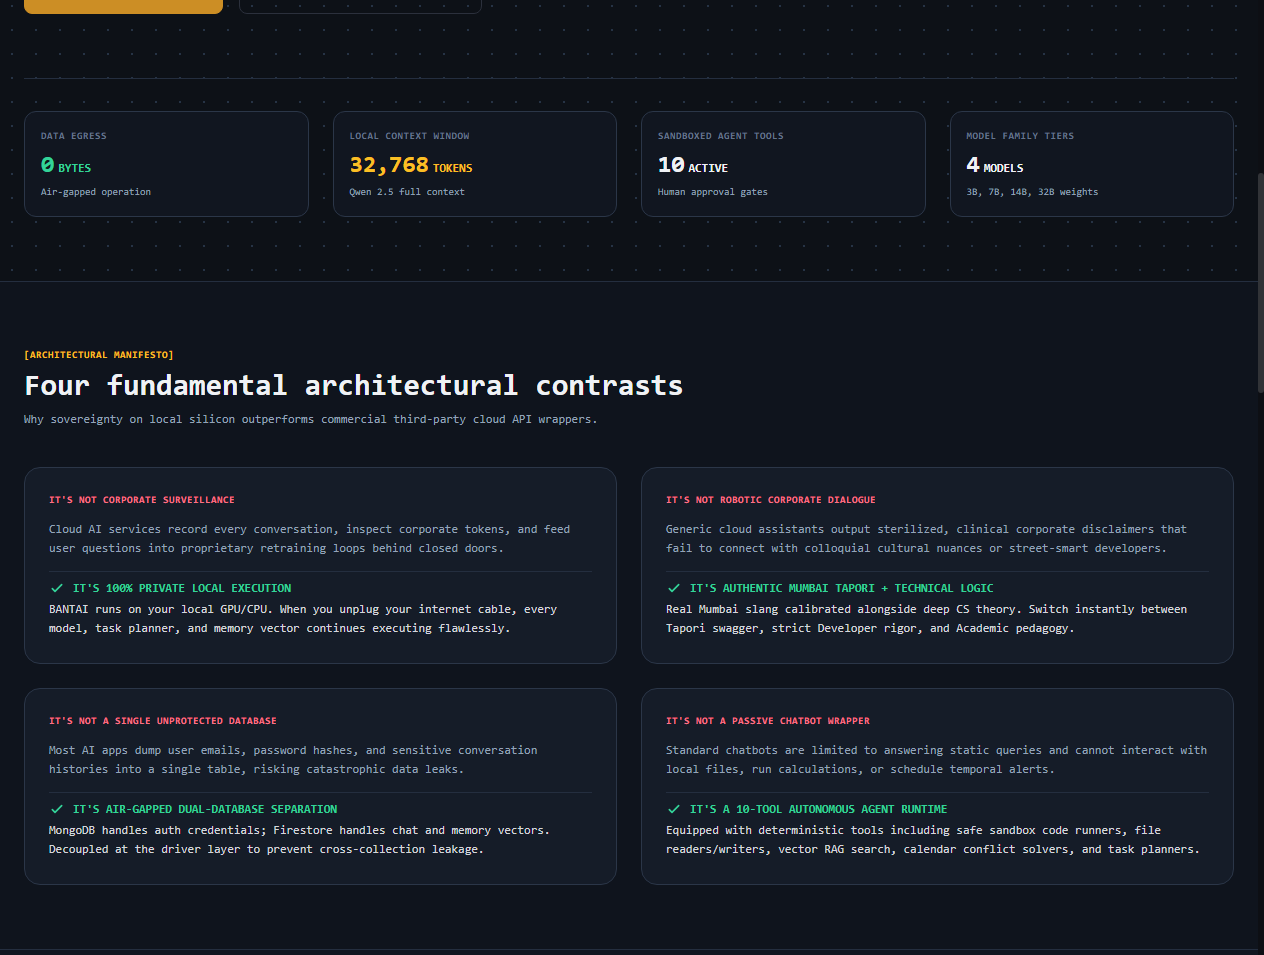 DATA EGRESS
0 BYTES
Air-gapped operation
LOCAL CONTEXT WINDOW
32,768 TOKENS
Qwen 2.5 full context
SANDBOXED AGENT TOOLS
10 ACTIVE
Human approval gates
MODEL FAMILY TIERS
4 MODELS
3B, 7B, 14B, 32B weights
[ARCHITECTURAL MANIFESTO]
Four fundamental architectural contrasts
Why sovereignty on local silicon outperforms commercial third-party cloud API wrappers.
IT'S NOT CORPORATE SURVEILLANCE
Cloud AI services record every conversation, inspect corporate tokens, and feed
user questions into proprietary retraining loops behind closed doors.
IT'S 100% PRIVATE LOCAL EXECUTION
BANTAI runs on your local GPU/CPU. When you unplug your internet cable, every
model, task planner, and memory vector continues executing flawlessly.
IT'S NOT ROBOTIC CORPORATE DIALOGUE
Generic cloud assistants output sterilized, clinical corporate disclaimers that
fail to connect with colloquial cultural nuances or street-smart developers.
IT'S AUTHENTIC MUMBAI TAPORI + TECHNICAL LOGIC
Real Mumbai slang calibrated alongside deep CS theory. Switch instantly between
Tapori swagger, strict Developer rigor, and Academic pedagogy.
IT'S NOT A SINGLE UNPROTECTED DATABASE
Most AI apps dump user emails, password hashes, and sensitive conversation
histories into a single table, risking catastrophic data leaks.
IT'S AIR-GAPPED DUAL-DATABASE SEPARATION
MongoDB handles auth credentials; Firestore handles chat and memory vectors.
Decoupled at the driver layer to prevent cross-collection leakage.
IT'S NOT A PASSIVE CHATBOT WRAPPER
Standard chatbots are limited to answering static queries and cannot interact with
local files, run calculations, or schedule temporal alerts.
IT'S A 10-TOOL AUTONOMOUS AGENT RUNTIME
Equipped with deterministic tools including safe sandbox code runners, file
readers/writers, vector RAG search, calendar conflict solvers, and task planners.